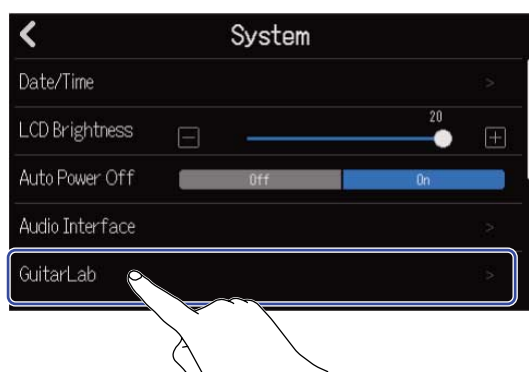 System
Date/Time
LCD Brightness
20
Auto Power Off Off On
Audio Interface
GuitarLab